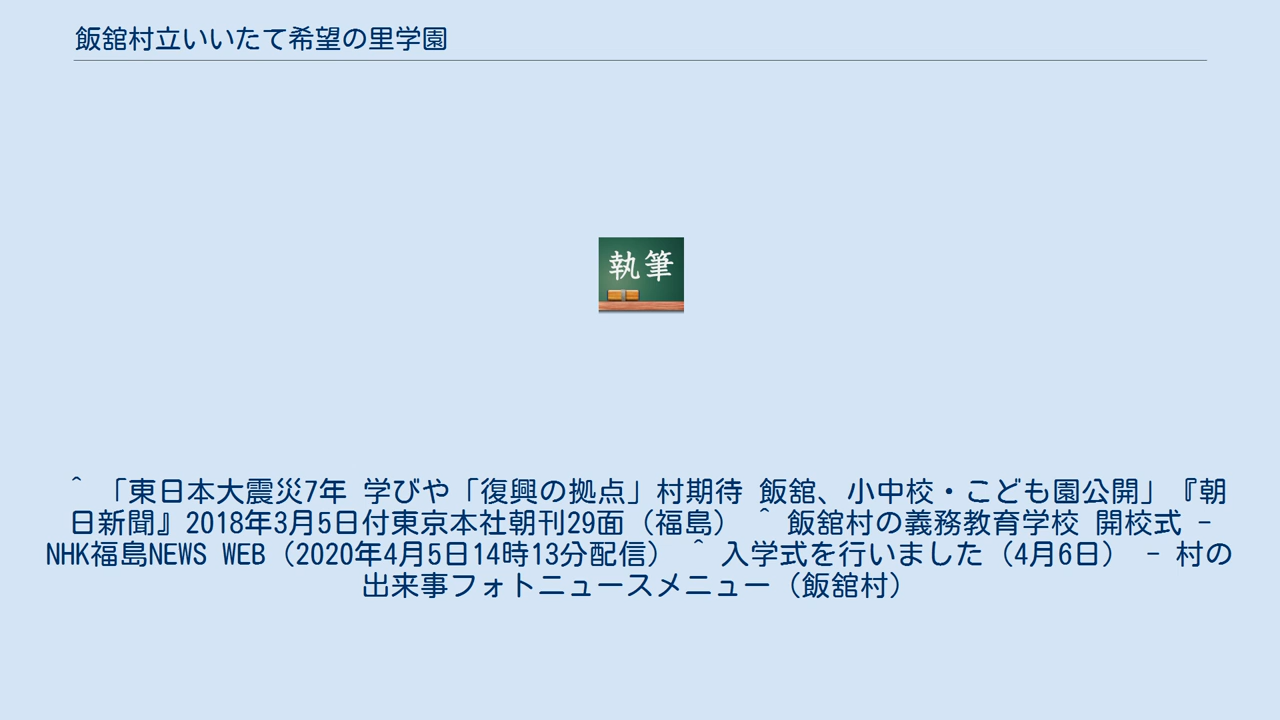 飯舘村立いいたて希望の里学園
執筆
^ 「東日本大震災7年 学びや「復興の拠点」村期待 飯舘、小中校・こども園公開」『朝
日新聞』2018年3月5日付東京本社朝刊29面（福島） ^ 飯舘村の義務教育学校 開校式 -
NHK福島NEWS WEB（2020年4月5日14時13分配信） ^ 入学式を行いました（4月6日） - 村の
出来事フォトニュースメニュー（飯舘村）